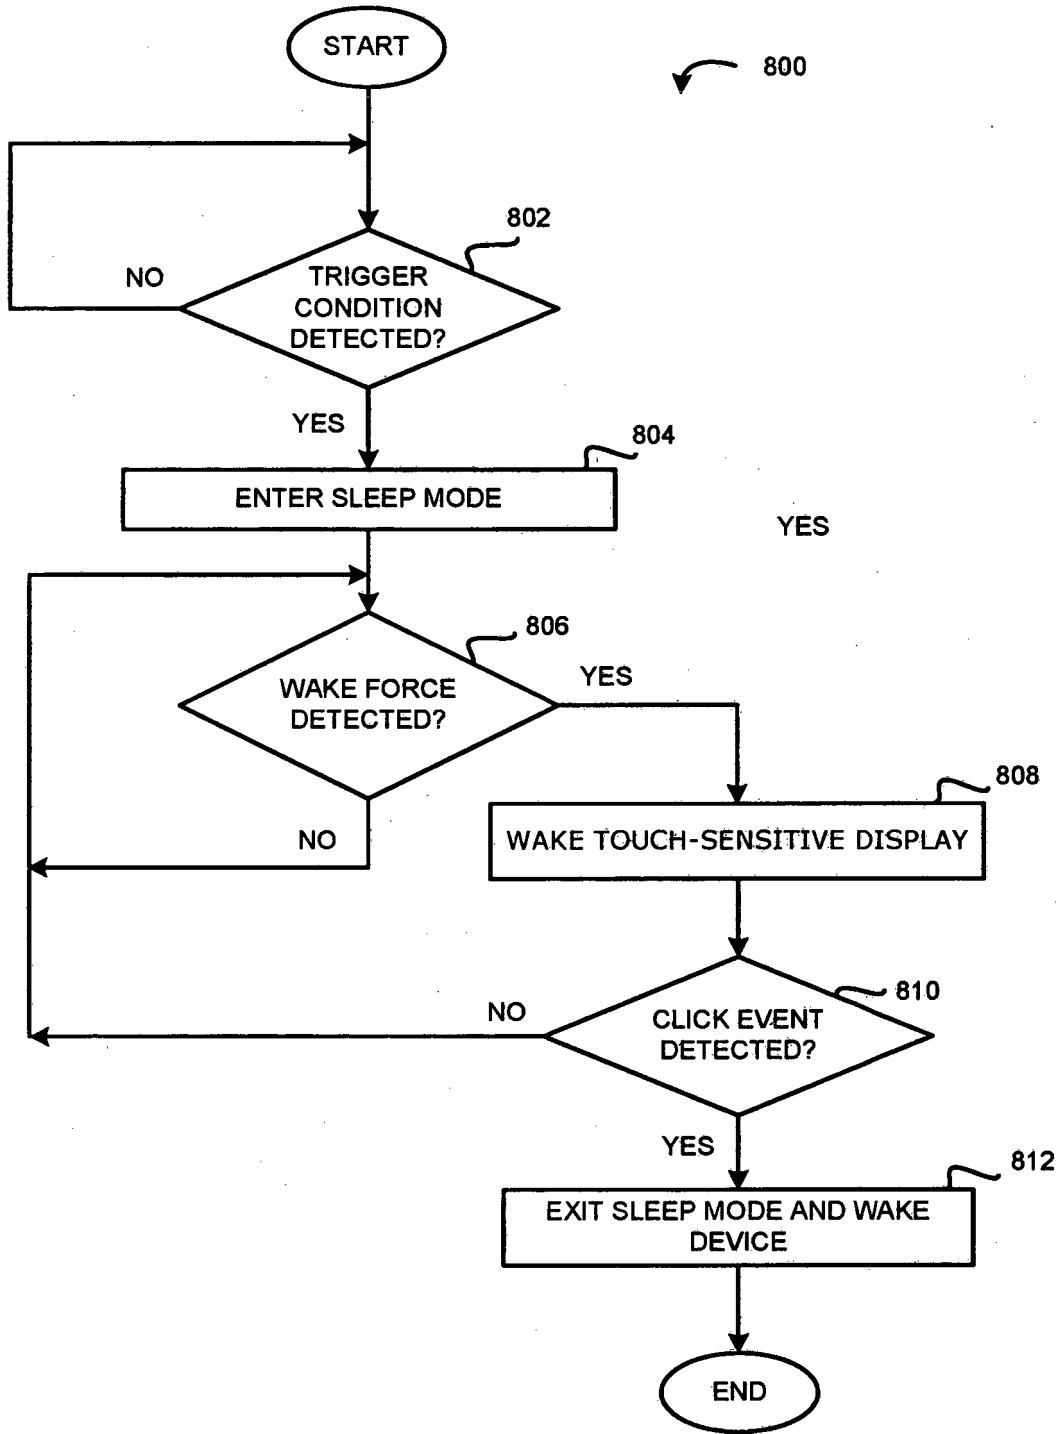 START
800
802
NO
TRIGGER
CONDITION
DETECTED?
YES
804
ENTER SLEEP MODE
YES
806
WAKE FORCE
DETECTED?
YES
808
NO
WAKE TOUCH-SENSITIVE DISPLAY
810
NO
CLICK EVENT
DETECTED?
YES
812
EXIT SLEEP MODE AND WAKE
DEVICE
END